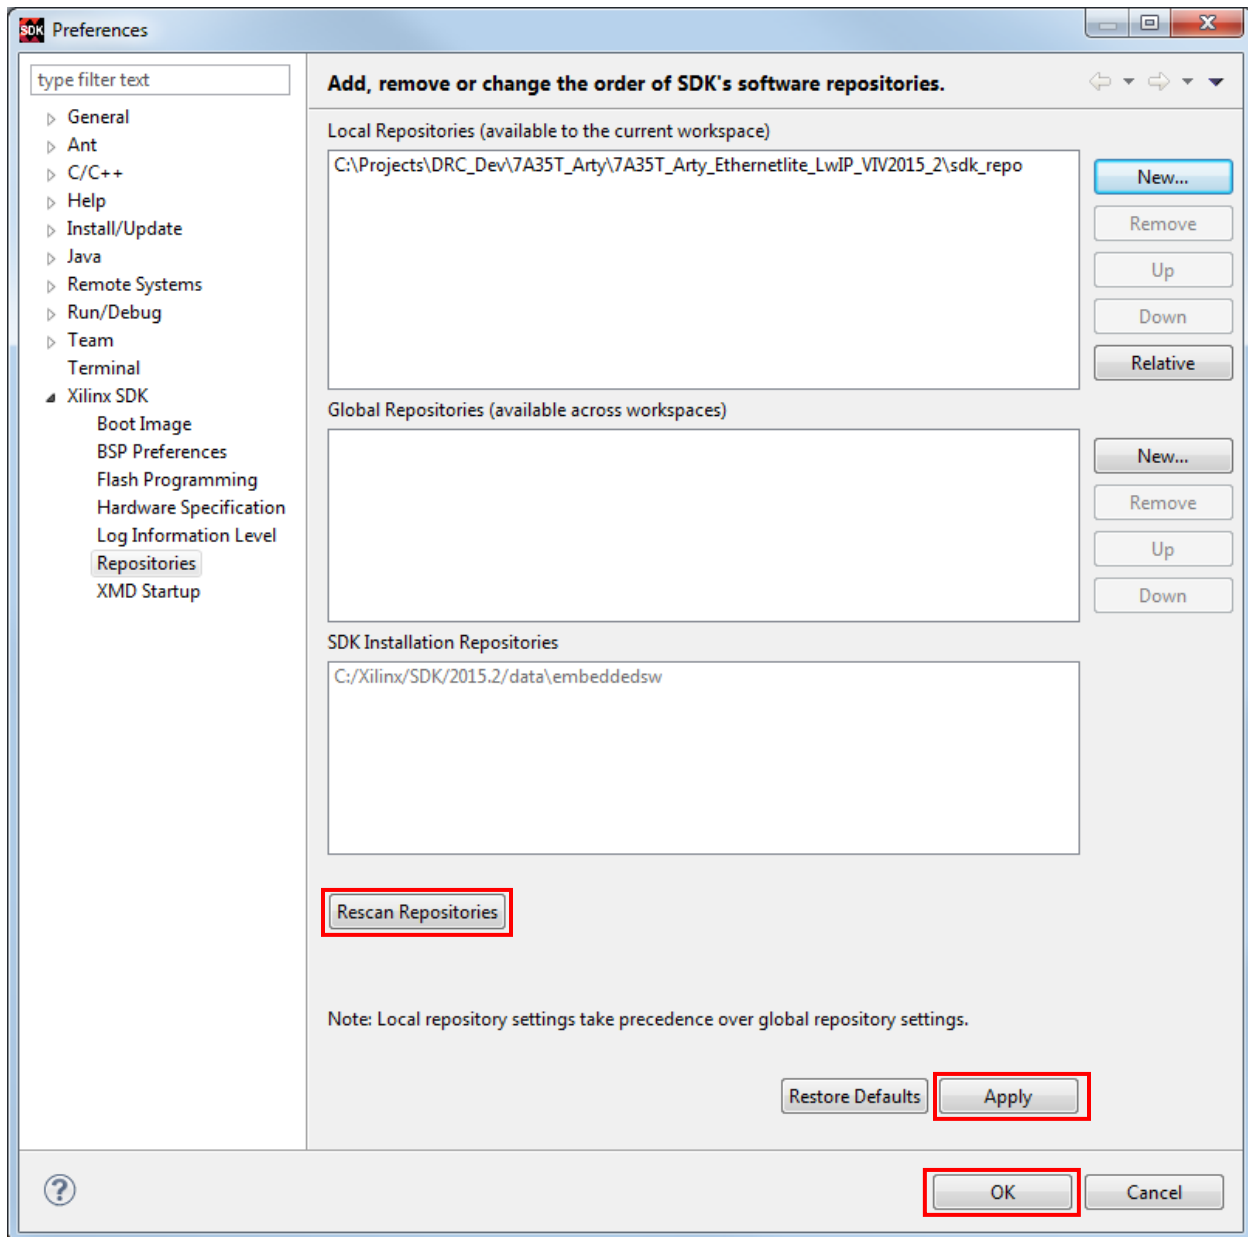 SDK Preferences
type filter text
General
Ant
C/C++
Help
Install/Update
Java
Remote Systems
Run/Debug
Team
Terminal
Xilinx SDK
Boot Image
BSP Preferences
Flash Programming
Hardware Specification
Log Information Level
Repositories
XMD Startup
Add, remove or change the order of SDK's software repositories.
Local Repositories (available to the current workspace)
C:\Projects\DRC_Dev\7A35T_Arty\7A35T_Arty_Ethernetlite_LwIP_VIV2015_2\sdk_repo
New...
Remove
Up
Down
Relative
Global Repositories (available across workspaces)
New...
Remove
Up
Down
SDK Installation Repositories
C:/Xilinx/SDK/2015.2/data\embeddedsw
Rescan Repositories
Note: Local repository settings take precedence over global repository settings.
Restore Defaults
Apply
?
OK
Cancel